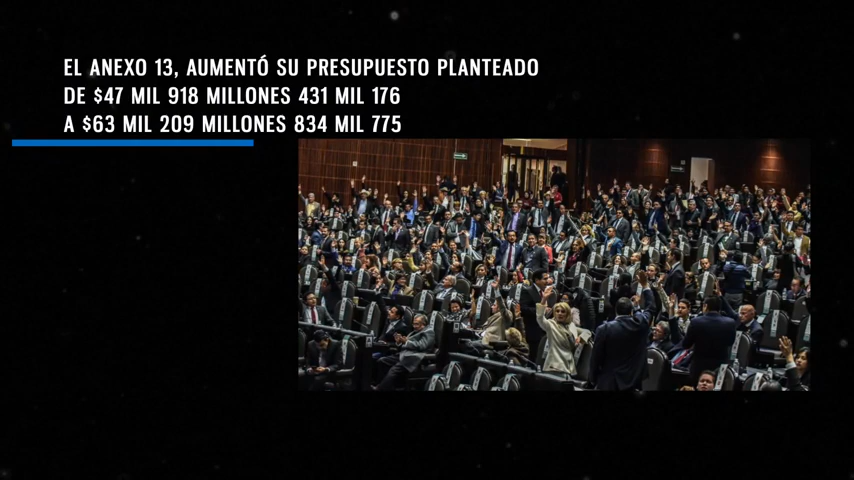 EL ANEXO 13, AUMENTÓ SU PRESUPUESTO PLANTEADO
DE $47 MIL 918 MILLONES 431 MIL 176
A $63 MIL 209 MILLONES 834 MIL 775